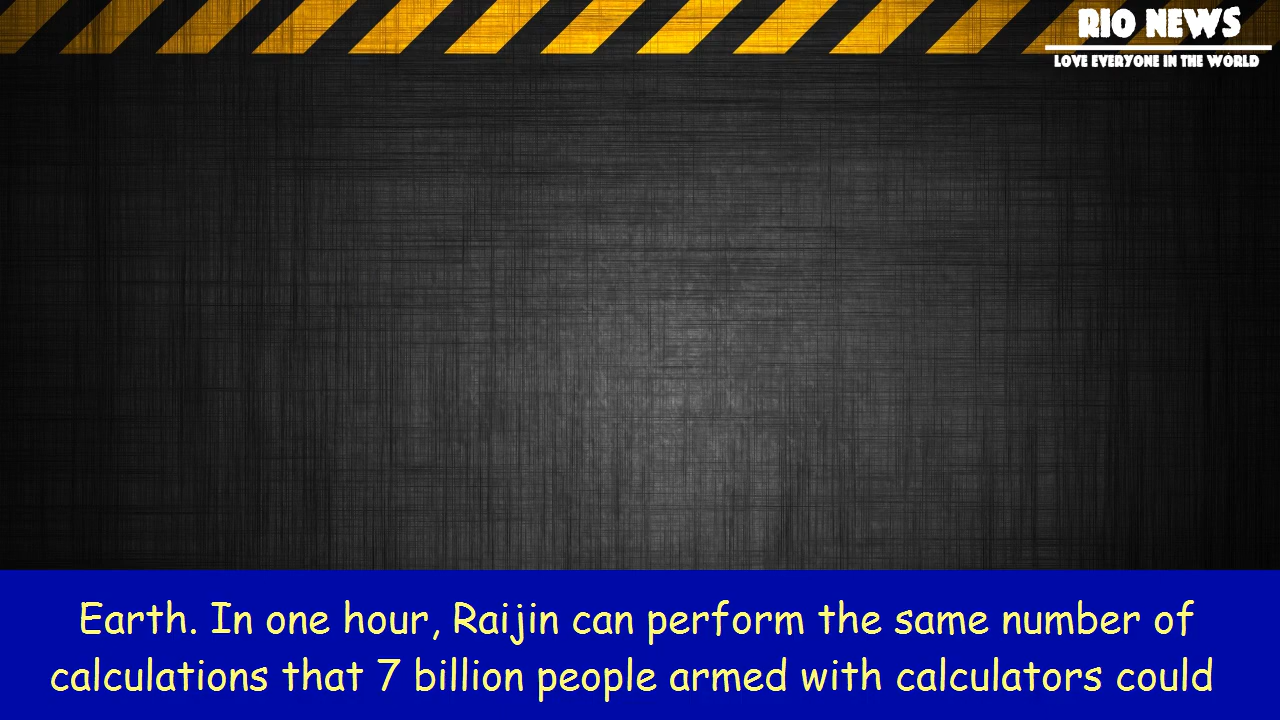 RIO NEWS
LOVE EVERYONE IN THE WORLD
Earth. In one hour, Raijin can perform the same number of
calculations that 7 billion people armed with calculators could